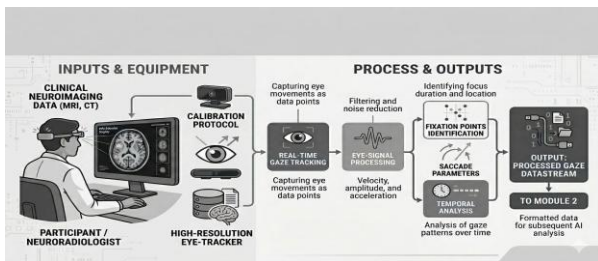 INPUTS & EQUIPMENT
CLINICAL
NEUROIMAGING
DATA (MRI, CT)
CALIBRATION
PROTOCOL
PARTICIPANT /
NEURORADIOLOGIST
HIGH-RESOLUTION
EYE-TRACKER
PROCESS & OUTPUTS
Capturing eye
movements as
data points
REAL-TIME
GAZE TRACKING
Capturing eye
movements as
data points
Filtering and
noise reduction
EYE-SIGNAL
PROCESSING
Velocity,
amplitude, and
acceleration
Identifying focus
duration and location
FIXATION POINTS
IDENTIFICATION
SACCADE
PARAMETERS
TEMPORAL
ANALYSIS
Analysis of gaze
patterns over time
OUTPUT:
PROCESSED GAZE
DATASTREAM
TO MODULE 2
Formatted data
for subsequent AI
analysis